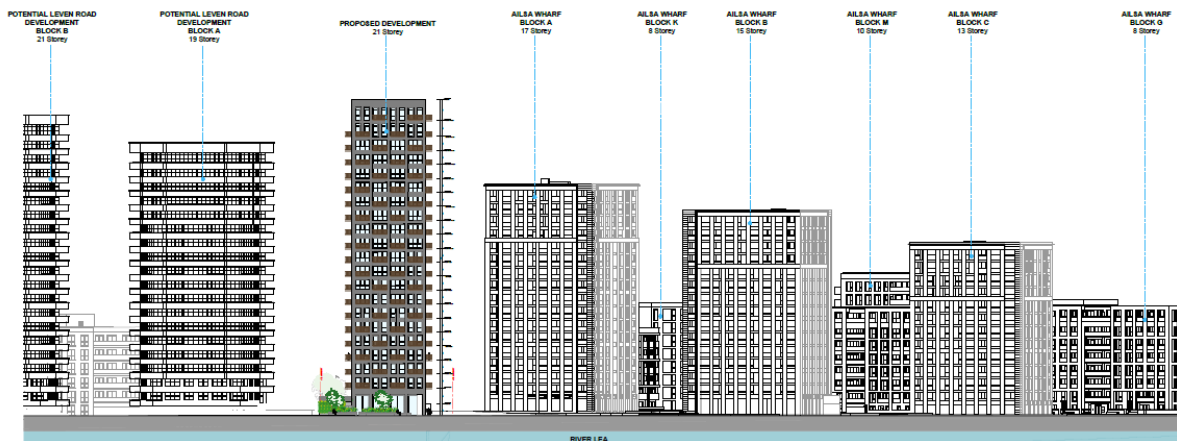 POTENTIAL LEVEN ROAD
DEVELOPMENT
BLOCK B
21 Storey
POTENTIAL LEVEN ROAD
DEVELOPMENT
BLOCK A
19 Storey
PROPOSED DEVELOPMENT
21 Storey
AILSA WHARF
BLOCK A
17 Storey
AILSA WHARF
BLOCK K
8 Storey
AILSA WHARF
BLOCK B
15 Storey
AILSA WHARF
BLOCK M
10 Storey
AILSA WHARF
BLOCK C
13 Storey
AILSA WHARF
BLOCK G
8 Storey
RIVER LEA